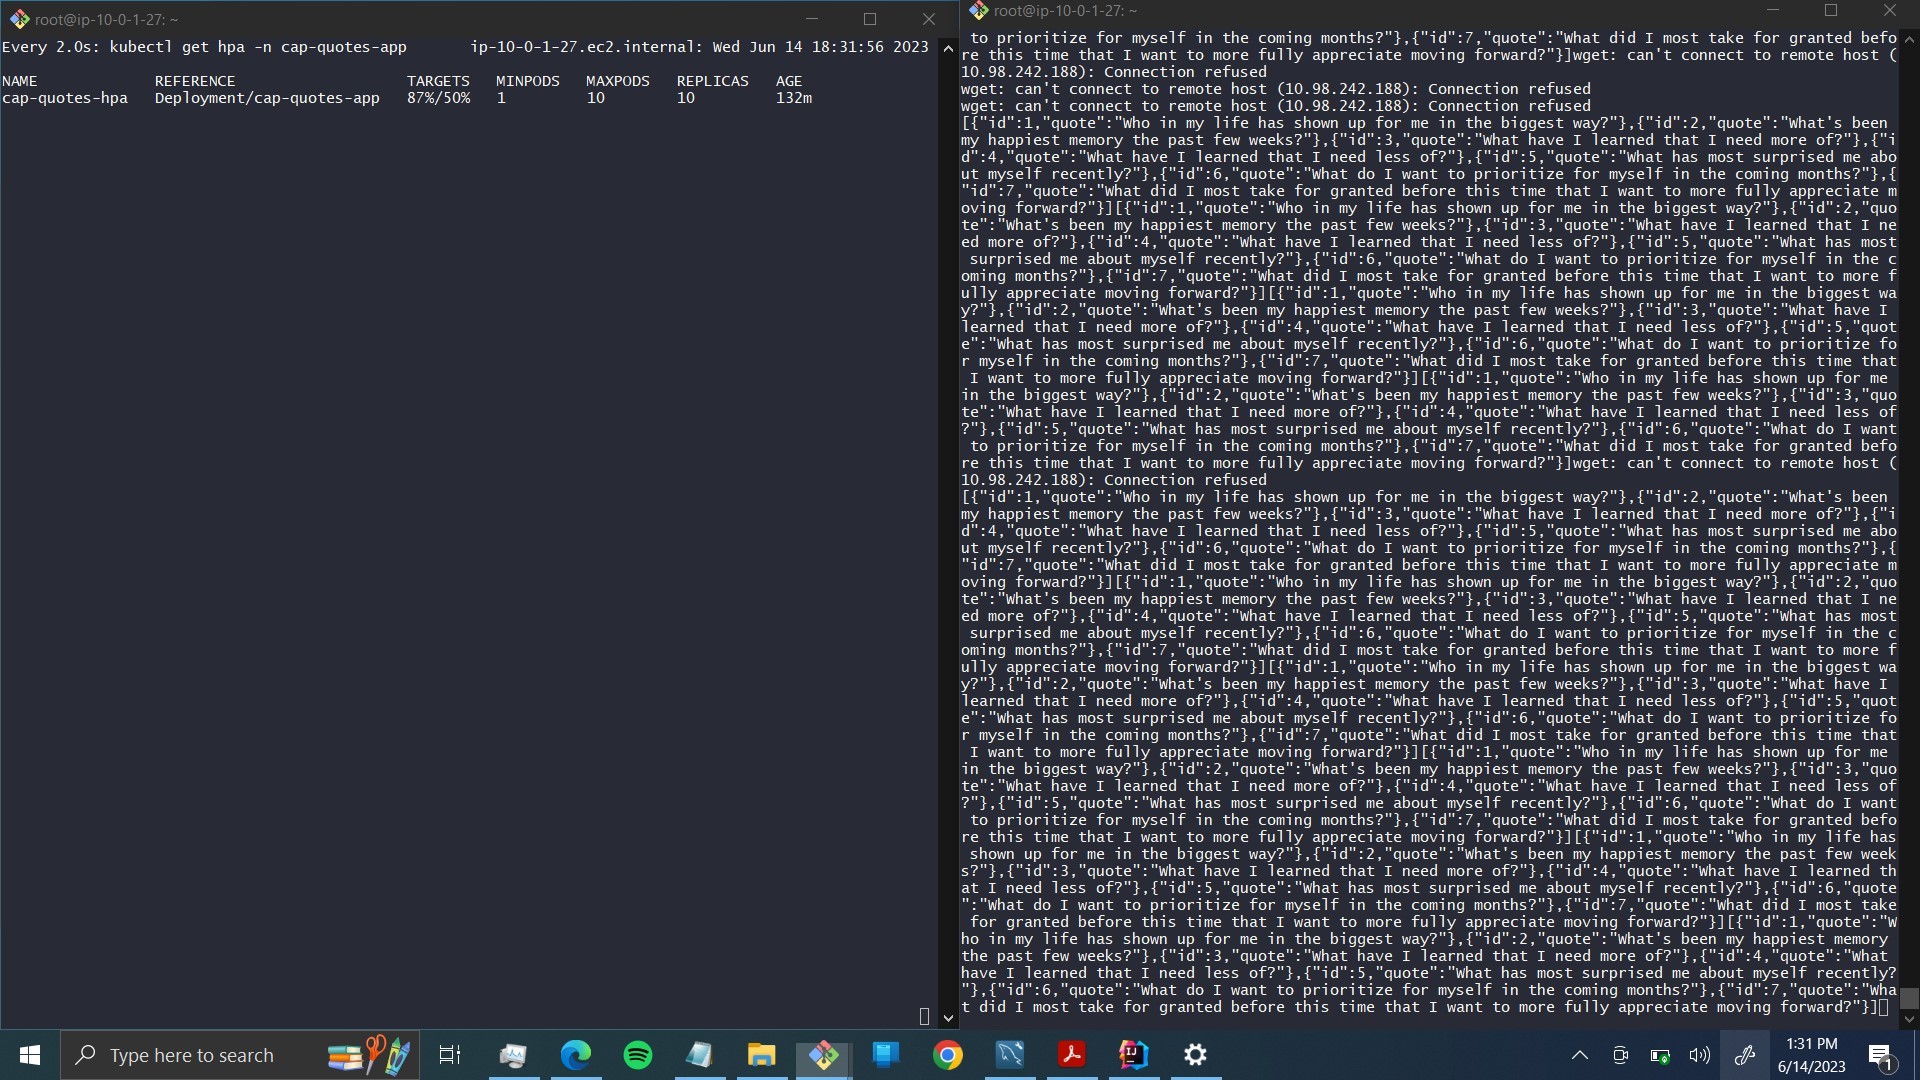 root@ip-10-0-1-27: ~
Every 2.0s: kubectl get hpa -n cap-quotes-app ip-10-0-1-27.ec2.internal: Wed Jun 14 18:31:56 2023
NAME REFERENCE TARGETS MINPODS MAXPODS REPLICAS AGE
cap-quotes-hpa Deployment/cap-quotes-app 87%/50% 1 10 10 132m
root@ip-10-0-1-27: ~
 to prioritize for myself in the coming months?"},{"id":7,"quote":"What did I most take for granted befo
re this time that I want to more fully appreciate moving forward?"}]wget: can't connect to remote host (
10.98.242.188): Connection refused
wget: can't connect to remote host (10.98.242.188): Connection refused
wget: can't connect to remote host (10.98.242.188): Connection refused
[{"id":1,"quote":"Who in my life has shown up for me in the biggest way?"},{"id":2,"quote":"What's been
my happiest memory the past few weeks?"},{"id":3,"quote":"What have I learned that I need more of?"},{"i
d":4,"quote":"What have I learned that I need less of?"},{"id":5,"quote":"What has most surprised me abo
ut myself recently?"},{"id":6,"quote":"What do I want to prioritize for myself in the coming months?"},{
"id":7,"quote":"What did I most take for granted before this time that I want to more fully appreciate m
oving forward?"}][{"id":1,"quote":"Who in my life has shown up for me in the biggest way?"},{"id":2,"quo
te":"What's been my happiest memory the past few weeks?"},{"id":3,"quote":"What have I learned that I ne
ed more of?"},{"id":4,"quote":"What have I learned that I need less of?"},{"id":5,"quote":"What has most
 surprised me about myself recently?"},{"id":6,"quote":"What do I want to prioritize for myself in the c
oming months?"},{"id":7,"quote":"What did I most take for granted before this time that I want to more f
ully appreciate moving forward?"}][{"id":1,"quote":"Who in my life has shown up for me in the biggest wa
y?"},{"id":2,"quote":"What's been my happiest memory the past few weeks?"},{"id":3,"quote":"What have I
learned that I need more of?"},{"id":4,"quote":"What have I learned that I need less of?"},{"id":5,"quot
e":"What has most surprised me about myself recently?"},{"id":6,"quote":"What do I want to prioritize fo
r myself in the coming months?"},{"id":7,"quote":"What did I most take for granted before this time that
 I want to more fully appreciate moving forward?"}][{"id":1,"quote":"Who in my life has shown up for me
in the biggest way?"},{"id":2,"quote":"What's been my happiest memory the past few weeks?"},{"id":3,"quo
te":"What have I learned that I need more of?"},{"id":4,"quote":"What have I learned that I need less of
?"},{"id":5,"quote":"What has most surprised me about myself recently?"},{"id":6,"quote":"What do I want
 to prioritize for myself in the coming months?"},{"id":7,"quote":"What did I most take for granted befo
re this time that I want to more fully appreciate moving forward?"}]wget: can't connect to remote host (
10.98.242.188): Connection refused
[{"id":1,"quote":"Who in my life has shown up for me in the biggest way?"},{"id":2,"quote":"What's been
my happiest memory the past few weeks?"},{"id":3,"quote":"What have I learned that I need more of?"},{"i
d":4,"quote":"What have I learned that I need less of?"},{"id":5,"quote":"What has most surprised me abo
ut myself recently?"},{"id":6,"quote":"What do I want to prioritize for myself in the coming months?"},{
"id":7,"quote":"What did I most take for granted before this time that I want to more fully appreciate m
oving forward?"}][{"id":1,"quote":"Who in my life has shown up for me in the biggest way?"},{"id":2,"quo
te":"What's been my happiest memory the past few weeks?"},{"id":3,"quote":"What have I learned that I ne
ed more of?"},{"id":4,"quote":"What have I learned that I need less of?"},{"id":5,"quote":"What has most
 surprised me about myself recently?"},{"id":6,"quote":"What do I want to prioritize for myself in the c
oming months?"},{"id":7,"quote":"What did I most take for granted before this time that I want to more f
ully appreciate moving forward?"}][{"id":1,"quote":"Who in my life has shown up for me in the biggest wa
y?"},{"id":2,"quote":"What's been my happiest memory the past few weeks?"},{"id":3,"quote":"What have I
learned that I need more of?"},{"id":4,"quote":"What have I learned that I need less of?"},{"id":5,"quot
e":"What has most surprised me about myself recently?"},{"id":6,"quote":"What do I want to prioritize fo
r myself in the coming months?"},{"id":7,"quote":"What did I most take for granted before this time that
 I want to more fully appreciate moving forward?"}][{"id":1,"quote":"Who in my life has shown up for me
in the biggest way?"},{"id":2,"quote":"What's been my happiest memory the past few weeks?"},{"id":3,"quo
te":"What have I learned that I need more of?"},{"id":4,"quote":"What have I learned that I need less of
?"},{"id":5,"quote":"What has most surprised me about myself recently?"},{"id":6,"quote":"What do I want
 to prioritize for myself in the coming months?"},{"id":7,"quote":"What did I most take for granted befo
re this time that I want to more fully appreciate moving forward?"}][{"id":1,"quote":"Who in my life has
 shown up for me in the biggest way?"},{"id":2,"quote":"What's been my happiest memory the past few week
s?"},{"id":3,"quote":"What have I learned that I need more of?"},{"id":4,"quote":"What have I learned th
at I need less of?"},{"id":5,"quote":"What has most surprised me about myself recently?"},{"id":6,"quote
":"What do I want to prioritize for myself in the coming months?"},{"id":7,"quote":"What did I most take
 for granted before this time that I want to more fully appreciate moving forward?"}][{"id":1,"quote":"W
ho in my life has shown up for me in the biggest way?"},{"id":2,"quote":"What's been my happiest memory
the past few weeks?"},{"id":3,"quote":"What have I learned that I need more of?"},{"id":4,"quote":"What
have I learned that I need less of?"},{"id":5,"quote":"What has most surprised me about myself recently?
"},{"id":6,"quote":"What do I want to prioritize for myself in the coming months?"},{"id":7,"quote":"Wha
t did I most take for granted before this time that I want to more fully appreciate moving forward?"}]
Type here to search
IJ
1:31 PM
6/14/2023
1